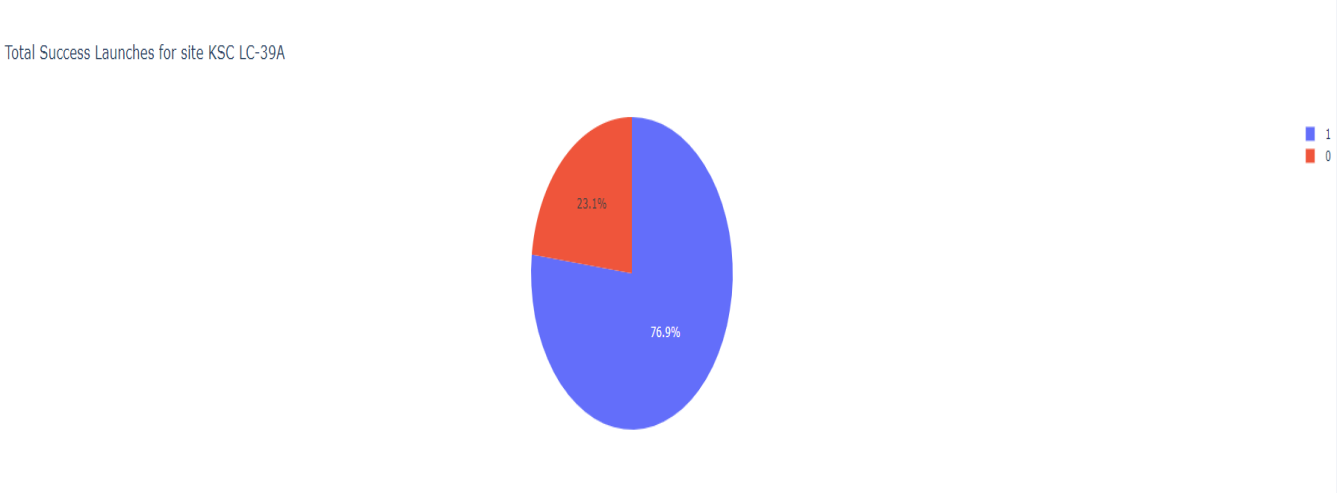 Total Success Launches for site KSC LC-39A
1
0
23.1%
76.9%